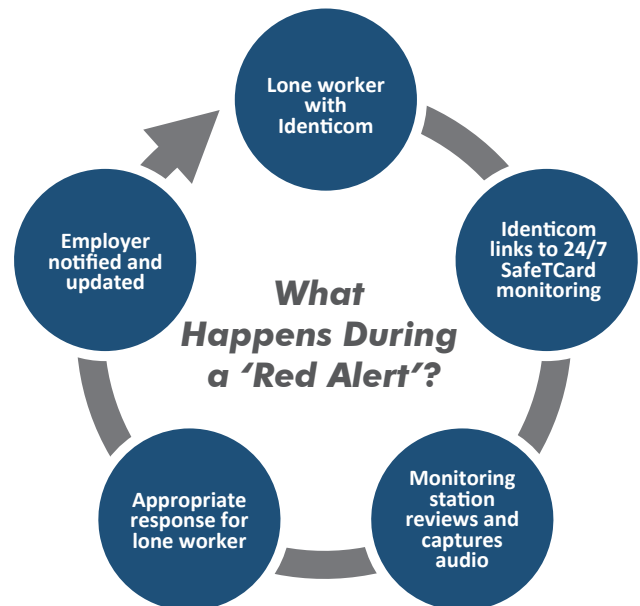 Lone worker
with
Identicom
Identicom
links to 24/7
SafeTCard
monitoring
Monitoring
station
reviews and
captures
audio
Appropriate
response for
lone worker
Employer
notified and
updated
What
Happens During
a ‘Red Alert’?